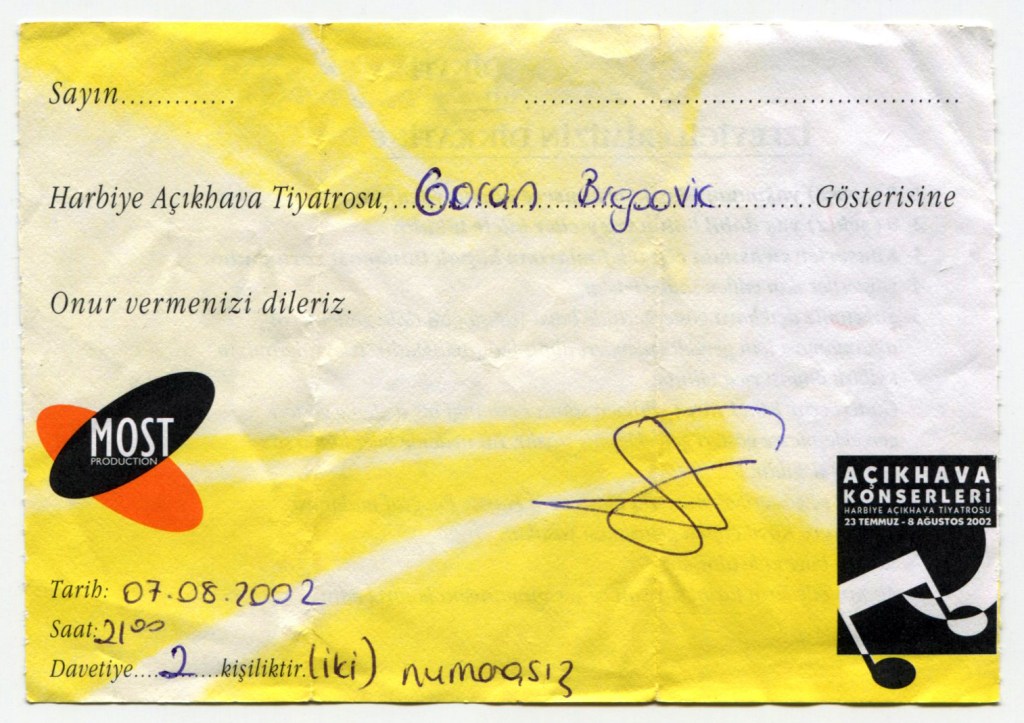 Sayın............. .................................................
Harbiye Açıkhava Tiyatrosu,... Goran Bregoovic ............Gösterisine
Onur vermenizi dileriz.
MOST
PRODUCTION
AÇIKHAVA
KONSERLERİ
HARBİYE AÇIKHAVA TİYATROSU
23 TEMMUZ - 8 AĞUSTOS 2002
Tarih: 07.08.2002
Saat: 21⁰⁰
Davetiye....2......kişiliktir. (iki) numarasız